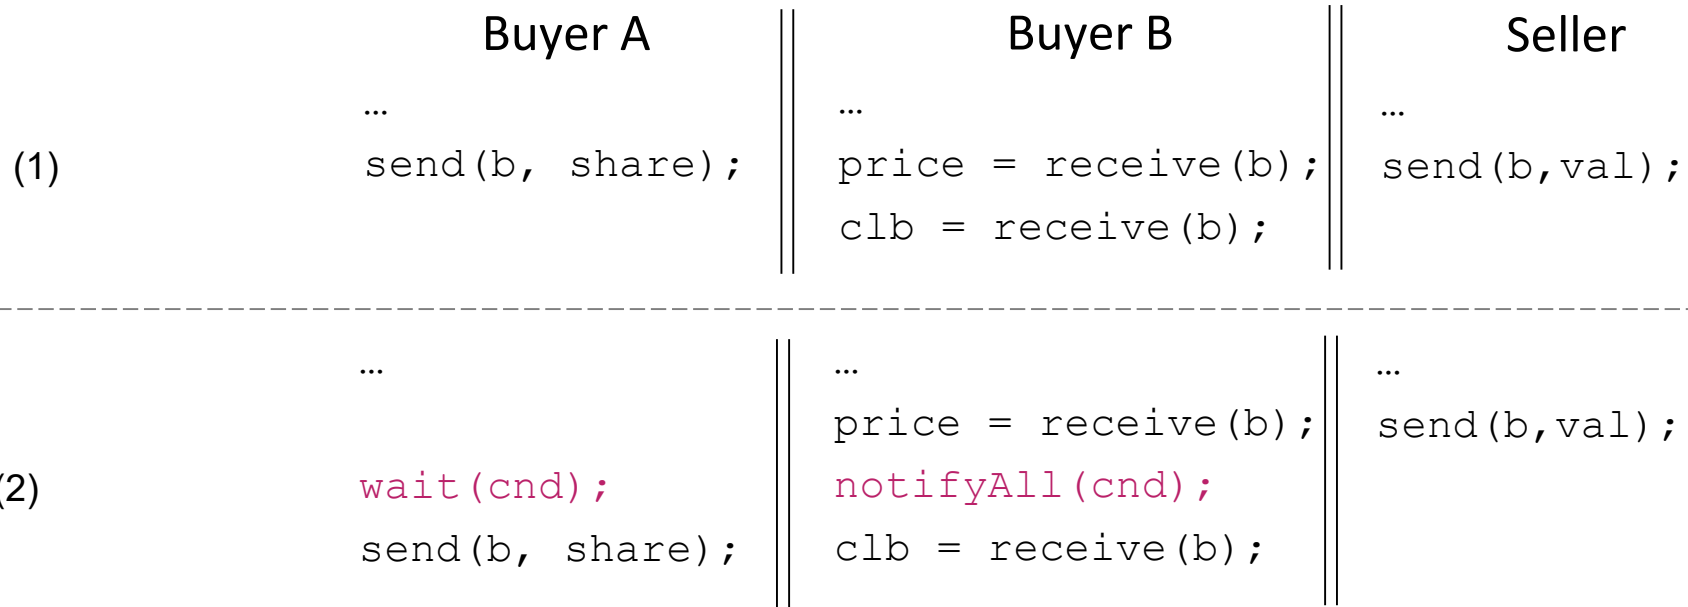 Buyer A Buyer B Seller
… … …
(1) send(b, share); price = receive(b); send(b,val);
clb = receive(b);
… … …
price = receive(b); send(b,val);
(2) wait(cnd); notifyAll(cnd);
send(b, share); clb = receive(b);